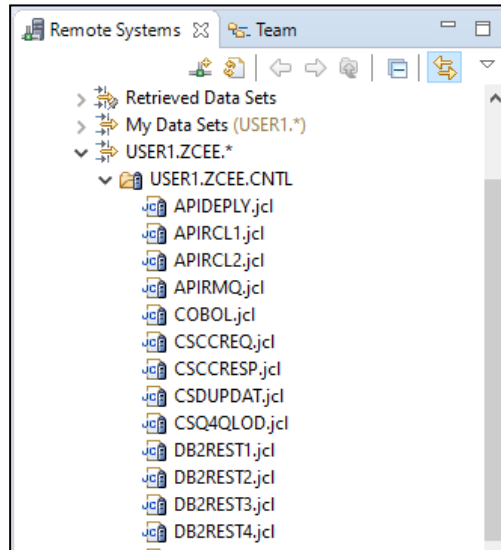 Remote Systems Team
Retrieved Data Sets
My Data Sets (USER1.*)
USER1.ZCEE.*
USER1.ZCEE.CNTL
APIDEPLY.jcl
APIRCL1.jcl
APIRCL2.jcl
APIRMQ.jcl
COBOL.jcl
CSCCREQ.jcl
CSCCRESP.jcl
CSDUPDAT.jcl
CSQ4QLOD.jcl
DB2REST1.jcl
DB2REST2.jcl
DB2REST3.jcl
DB2REST4.jcl